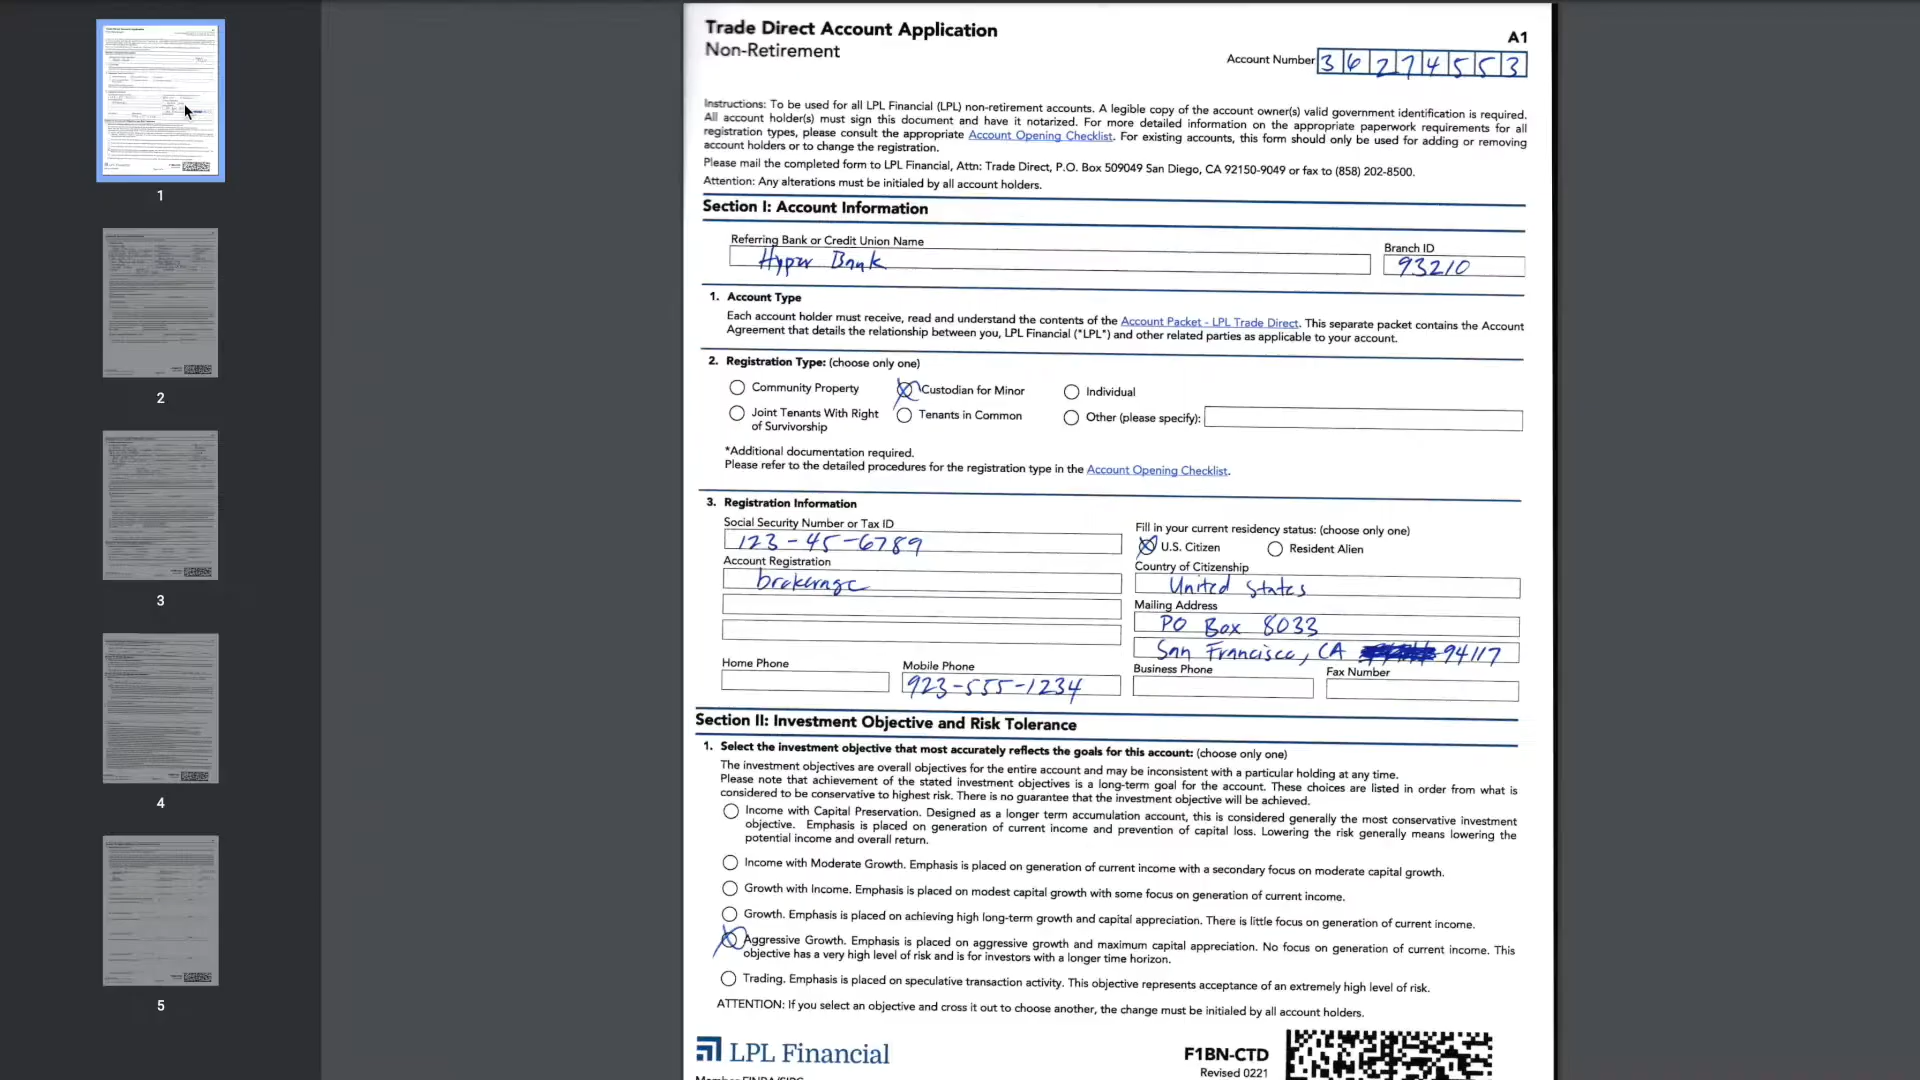 Trade Direct Account Application
Non-Retirement
A1
Account Number 36274553
Instructions: To be used for all LPL Financial (LPL) non-retirement accounts. A legible copy of the account owner(s) valid government identification is required.
All account holder(s) must sign this document and have it notarized. For more detailed information on the appropriate paperwork requirements for all
registration types, please consult the appropriate Account Opening Checklist. For existing accounts, this form should only be used for adding or removing
account holders or to change the registration.
Please mail the completed form to LPL Financial, Attn: Trade Direct, P.O. Box 509049 San Diego, CA 92150-9049 or fax to (858) 202-8500.
Attention: Any alterations must be initialed by all account holders.
Section I: Account Information
Referring Bank or Credit Union Name
Hyper Bank
Branch ID
93210
1. Account Type
Each account holder must receive, read and understand the contents of the Account Packet - LPL Trade Direct. This separate packet contains the Account
Agreement that details the relationship between you, LPL Financial ("LPL") and other related parties as applicable to your account.
2. Registration Type: (choose only one)
Community Property
Custodian for Minor
Individual
Joint Tenants With Right
of Survivorship
Tenants in Common
Other (please specify):
*Additional documentation required.
Please refer to the detailed procedures for the registration type in the Account Opening Checklist.
3. Registration Information
Social Security Number or Tax ID
123-45-6789
Account Registration
brokerage
Home Phone
Mobile Phone
923-555-1234
Fill in your current residency status: (choose only one)
U.S. Citizen
Resident Alien
Country of Citizenship
United States
Mailing Address
PO Box 8033
San Francisco, CA 94117
Business Phone
Fax Number
Section II: Investment Objective and Risk Tolerance
1. Select the investment objective that most accurately reflects the goals for this account: (choose only one)
The investment objectives are overall objectives for the entire account and may be inconsistent with a particular holding at any time.
Please note that achievement of the stated investment objectives is a long-term goal for the account. These choices are listed in order from what is
considered to be conservative to highest risk. There is no guarantee that the investment objective will be achieved.
Income with Capital Preservation. Designed as a longer term accumulation account, this is considered generally the most conservative investment
objective. Emphasis is placed on generation of current income and prevention of capital loss. Lowering the risk generally means lowering the
potential income and overall return.
Income with Moderate Growth. Emphasis is placed on generation of current income with a secondary focus on moderate capital growth.
Growth with Income. Emphasis is placed on modest capital growth with some focus on generation of current income.
Growth. Emphasis is placed on achieving high long-term growth and capital appreciation. There is little focus on generation of current income.
Aggressive Growth. Emphasis is placed on aggressive growth and maximum capital appreciation. No focus on generation of current income. This
objective has a very high level of risk and is for investors with a longer time horizon.
Trading. Emphasis is placed on speculative transaction activity. This objective represents acceptance of an extremely high level of risk.
ATTENTION: If you select an objective and cross it out to choose another, the change must be initialed by all account holders.
LPL Financial
F1BN-CTD
Revised 0221
1
2
3
4
5